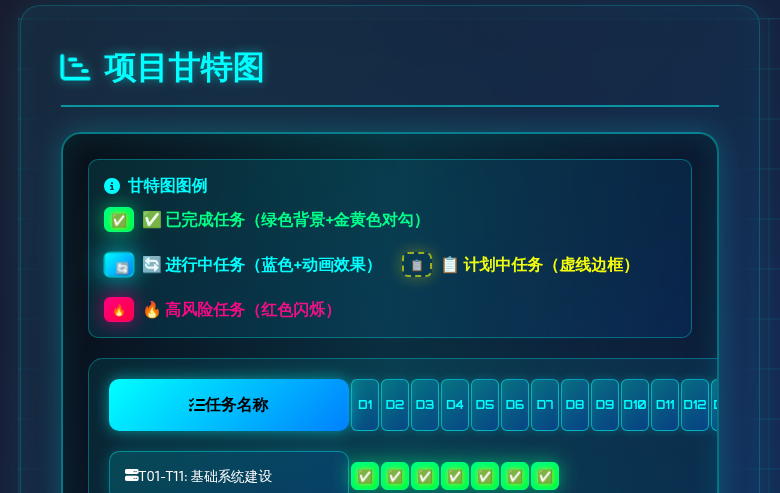 项目甘特图
甘特图图例
✅ 已完成任务（绿色背景+金黄色对勾）
🔄 进行中任务（蓝色+动画效果） 📋 计划中任务（虚线边框）
🔥 高风险任务（红色闪烁）
任务名称 D1 D2 D3 D4 D5 D6 D7 D8 D9 D10 D11 D12
T01-T11: 基础系统建设